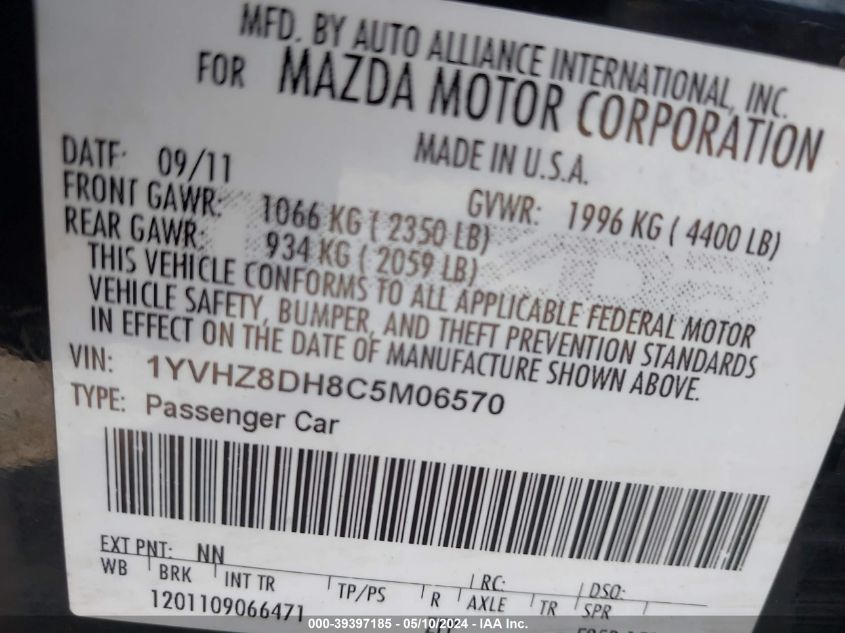 MFD. BY AUTO ALLIANCE INTERNATIONAL, INC.
FOR MAZDA MOTOR CORPORATION
MADE IN U.S.A.
DATE: 09/11
GVWR: 1996 KG ( 4400 LB)
FRONT GAWR: 1066 KG ( 2350 LB)
REAR GAWR: 934 KG ( 2059 LB)
THIS VEHICLE CONFORMS TO ALL APPLICABLE FEDERAL MOTOR
VEHICLE SAFETY, BUMPER, AND THEFT PREVENTION STANDARDS
IN EFFECT ON THE DATE OF MANUFACTURE SHOWN ABOVE.
VIN: 1YVHZ8DH8C5M06570
TYPE: Passenger Car
EXT PNT: NN
LRC: DSO:
WB BRK INT TR TP/PS R AXLE TR SPR
1201109066471
000-39397185 - 05/10/2024 - IAA Inc.